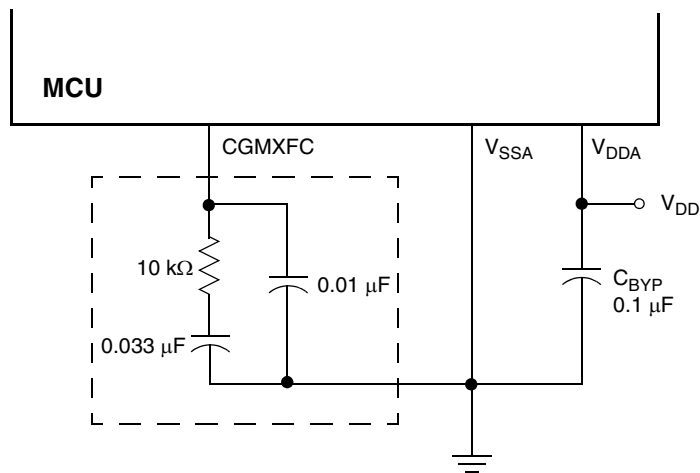 MCU
CGMXFC
V_SSA
V_DDA
V_DD
10 kΩ
0.01 μF
C_BYP
0.1 μF
0.033 μF